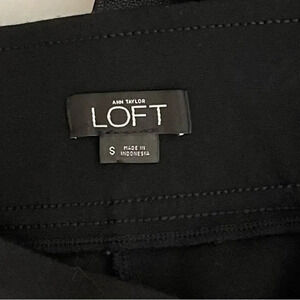 ANN TAYLOR
LOFT
S
MADE IN
INDONESIA